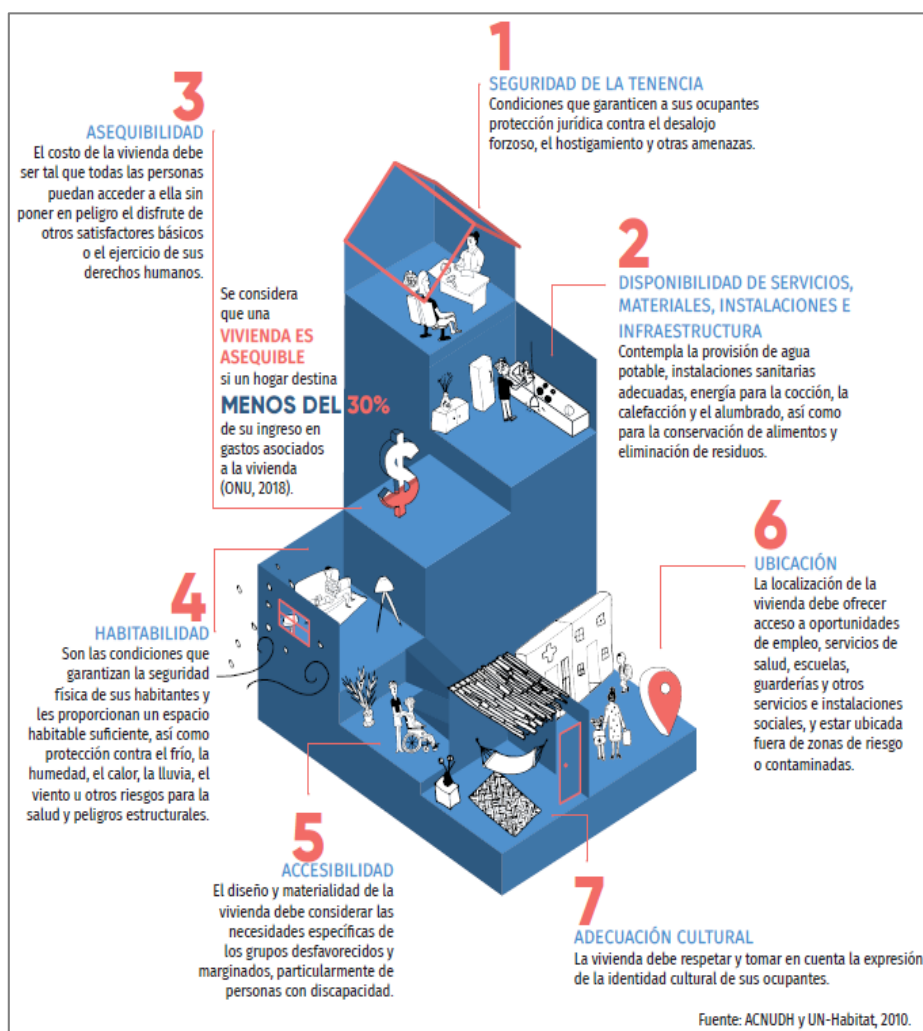 1
SEGURIDAD DE LA TENENCIA
Condiciones que garanticen a sus ocupantes
protección jurídica contra el desalojo
forzoso, el hostigamiento y otras amenazas.
2
DISPONIBILIDAD DE SERVICIOS,
MATERIALES, INSTALACIONES E
INFRAESTRUCTURA
Contempla la provisión de agua
potable, instalaciones sanitarias
adecuadas, energía para la cocción, la
calefacción y el alumbrado, así como
para la conservación de alimentos y
eliminación de residuos.
3
ASEQUIBILIDAD
El costo de la vivienda debe
ser tal que todas las personas
puedan acceder a ella sin
poner en peligro el disfrute de
otros satisfactores básicos
o el ejercicio de sus
derechos humanos.
Se considera
que una
VIVIENDA ES
ASEQUIBLE
si un hogar destina
MENOS DEL 30%
de su ingreso en
gastos asociados
a la vivienda
(ONU, 2018).
$
4
HABITABILIDAD
Son las condiciones que
garantizan la seguridad
física de sus habitantes y
les proporcionan un espacio
habitable suficiente, así como
protección contra el frío, la
humedad, el calor, la lluvia, el
viento u otros riesgos para la
salud y peligros estructurales.
5
ACCESIBILIDAD
El diseño y materialidad de la
vivienda debe considerar las
necesidades específicas de
los grupos desfavorecidos y
marginados, particularmente de
personas con discapacidad.
6
UBICACIÓN
La localización de la
vivienda debe ofrecer
acceso a oportunidades
de empleo, servicios de
salud, escuelas,
guarderías y otros
servicios e instalaciones
sociales, y estar ubicada
fuera de zonas de riesgo
o contaminadas.
7
ADECUACIÓN CULTURAL
La vivienda debe respetar y tomar en cuenta la expresión
de la identidad cultural de sus ocupantes.
Fuente: ACNUDH y UN-Habitat, 2010.